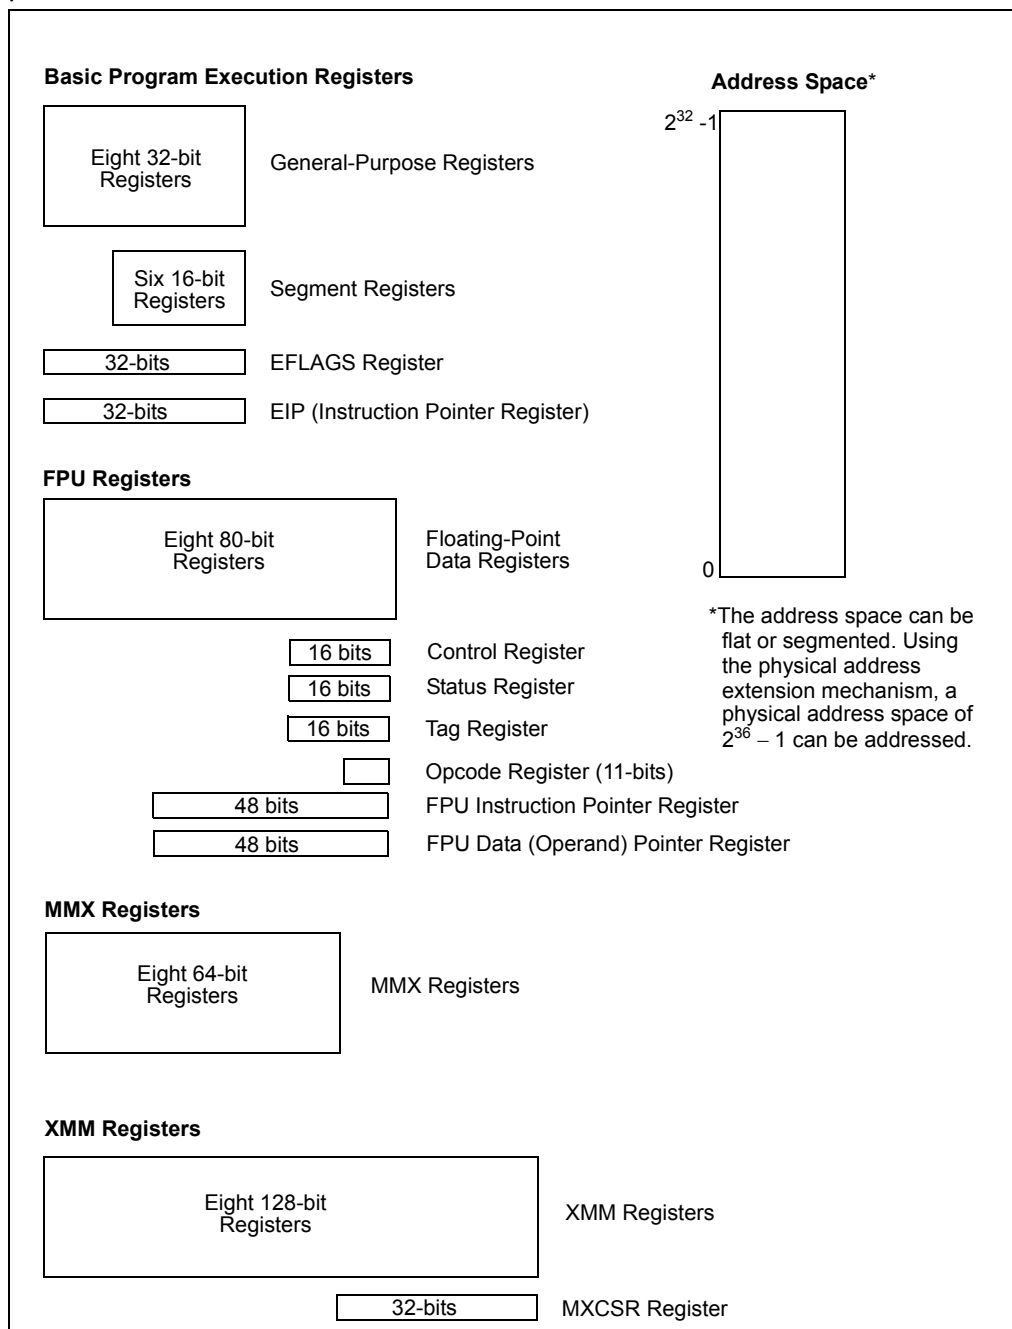 Basic Program Execution Registers
Eight 32-bit
Registers
General-Purpose Registers
Six 16-bit
Registers
Segment Registers
32-bits
EFLAGS Register
32-bits
EIP (Instruction Pointer Register)
Address Space*
2^32 -1
0
*The address space can be
flat or segmented. Using
the physical address
extension mechanism, a
physical address space of
2^36 – 1 can be addressed.
FPU Registers
Eight 80-bit
Registers
Floating-Point
Data Registers
16 bits
Control Register
16 bits
Status Register
16 bits
Tag Register
Opcode Register (11-bits)
48 bits
FPU Instruction Pointer Register
48 bits
FPU Data (Operand) Pointer Register
MMX Registers
Eight 64-bit
Registers
MMX Registers
XMM Registers
Eight 128-bit
Registers
XMM Registers
32-bits
MXCSR Register